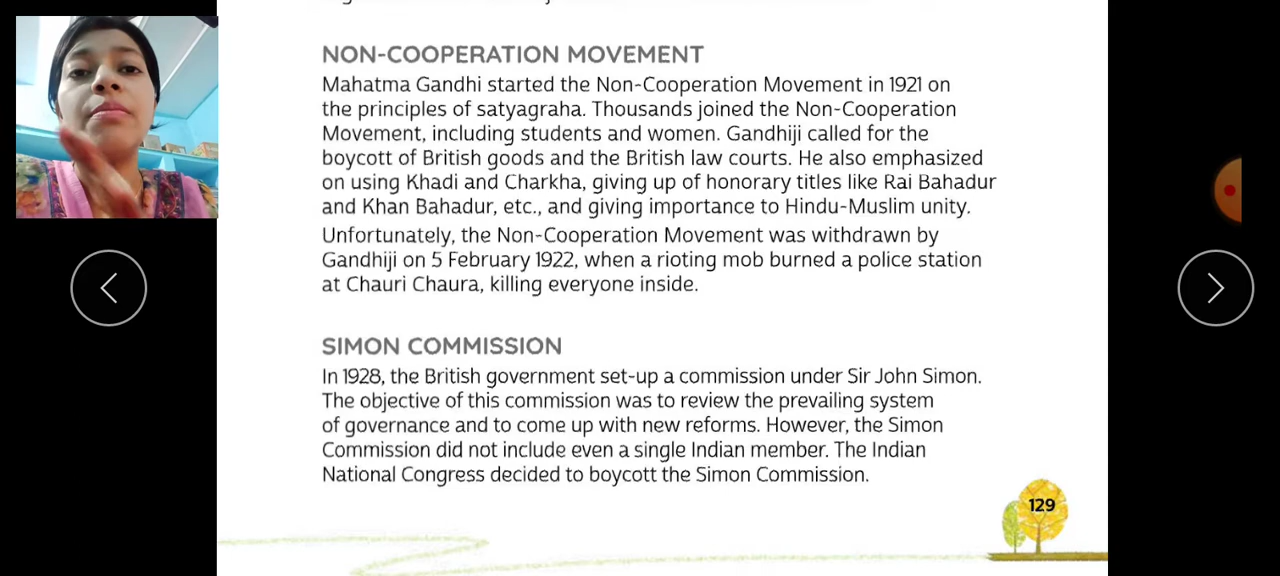 NON-COOPERATION MOVEMENT
Mahatma Gandhi started the Non-Cooperation Movement in 1921 on
the principles of satyagraha. Thousands joined the Non-Cooperation
Movement, including students and women. Gandhiji called for the
boycott of British goods and the British law courts. He also emphasized
on using Khadi and Charkha, giving up of honorary titles like Rai Bahadur
and Khan Bahadur, etc., and giving importance to Hindu-Muslim unity.
Unfortunately, the Non-Cooperation Movement was withdrawn by
Gandhiji on 5 February 1922, when a rioting mob burned a police station
at Chauri Chaura, killing everyone inside.
SIMON COMMISSION
In 1928, the British government set-up a commission under Sir John Simon.
The objective of this commission was to review the prevailing system
of governance and to come up with new reforms. However, the Simon
Commission did not include even a single Indian member. The Indian
National Congress decided to boycott the Simon Commission.
129